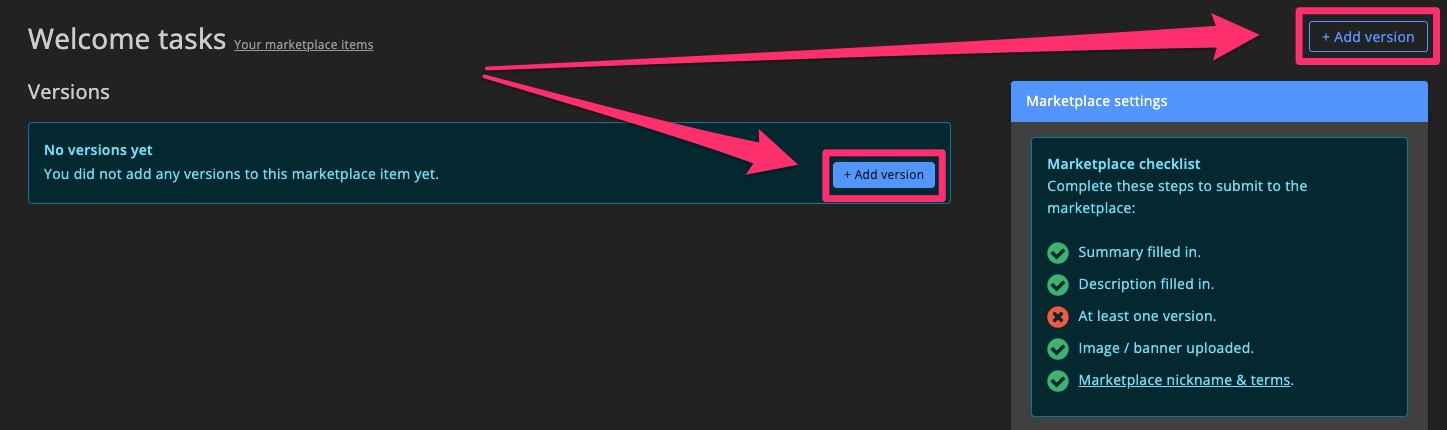 Welcome tasks Your marketplace items
+ Add version
Versions
No versions yet
You did not add any versions to this marketplace item yet.
+ Add version
Marketplace settings
Marketplace checklist
Complete these steps to submit to the
marketplace:
Summary filled in.
Description filled in.
At least one version.
Image / banner uploaded.
Marketplace nickname & terms.